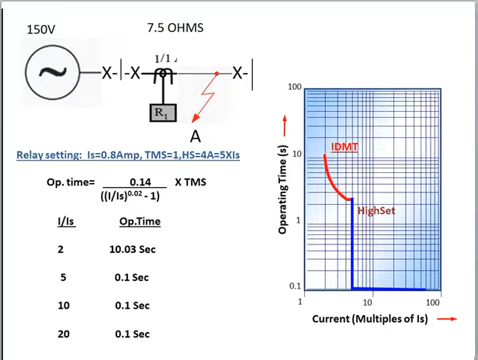 150V
7.5 OHMS
X- -X 1/1 X-
R1
A
Relay setting: Is=0.8Amp, TMS=1,HS=4A=5XIs
Op. time= 0.14 X TMS
((I/Is)^0.02 - 1)
I/Is Op.Time
2 10.03 Sec
5 0.1 Sec
10 0.1 Sec
20 0.1 Sec
100
10
1
0.1
Operating Time (s)
IDMT
HighSet
1 10 100
Current (Multiples of Is)